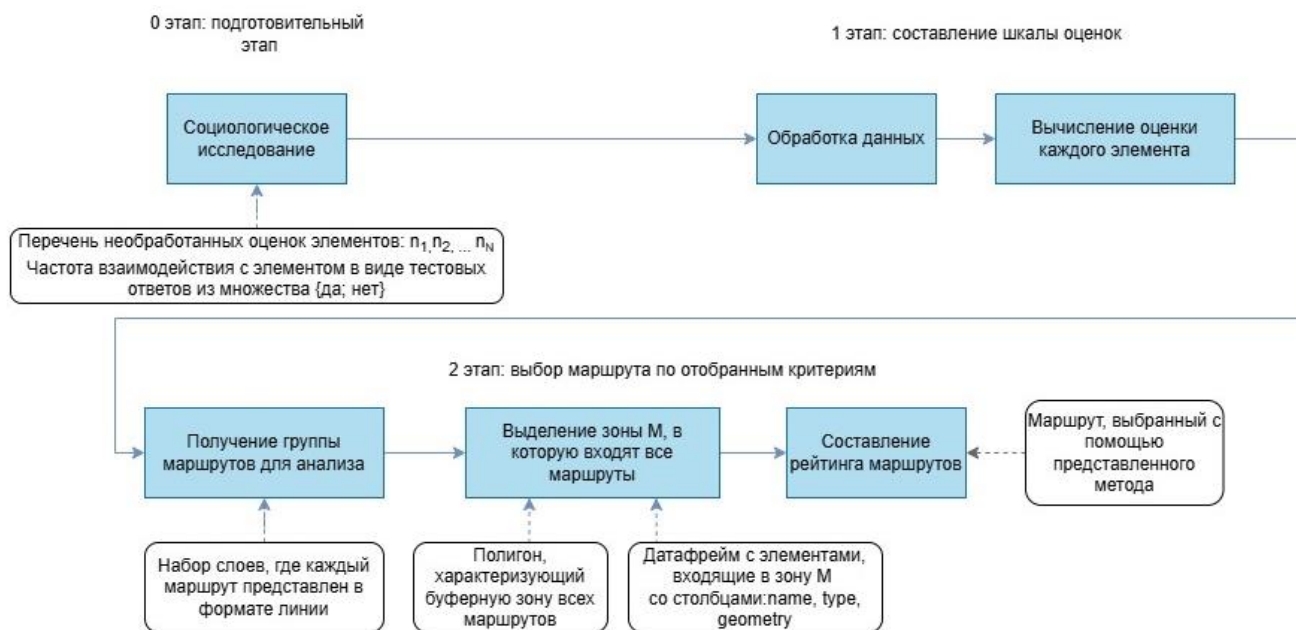 0 этап: подготовительный
этап
1 этап: составление шкалы оценок
Социологическое
исследование
Обработка данных
Вычисление оценки
каждого элемента
Перечень необработанных оценок элементов: n1,n2, ... nN
Частота взаимодействия с элементом в виде тестовых
ответов из множества {да; нет}
2 этап: выбор маршрута по отобранным критериям
Получение группы
маршрутов для анализа
Выделение зоны М, в
которую входят все
маршруты
Составление
рейтинга маршрутов
Маршрут, выбранный с
помощью
представленного
метода
Набор слоев, где каждый
маршрут представлен в
формате линии
Полигон,
характеризующий
буферную зону всех
маршрутов
Датафрейм с элементами,
входящие в зону М
со столбцами:name, type,
geometry